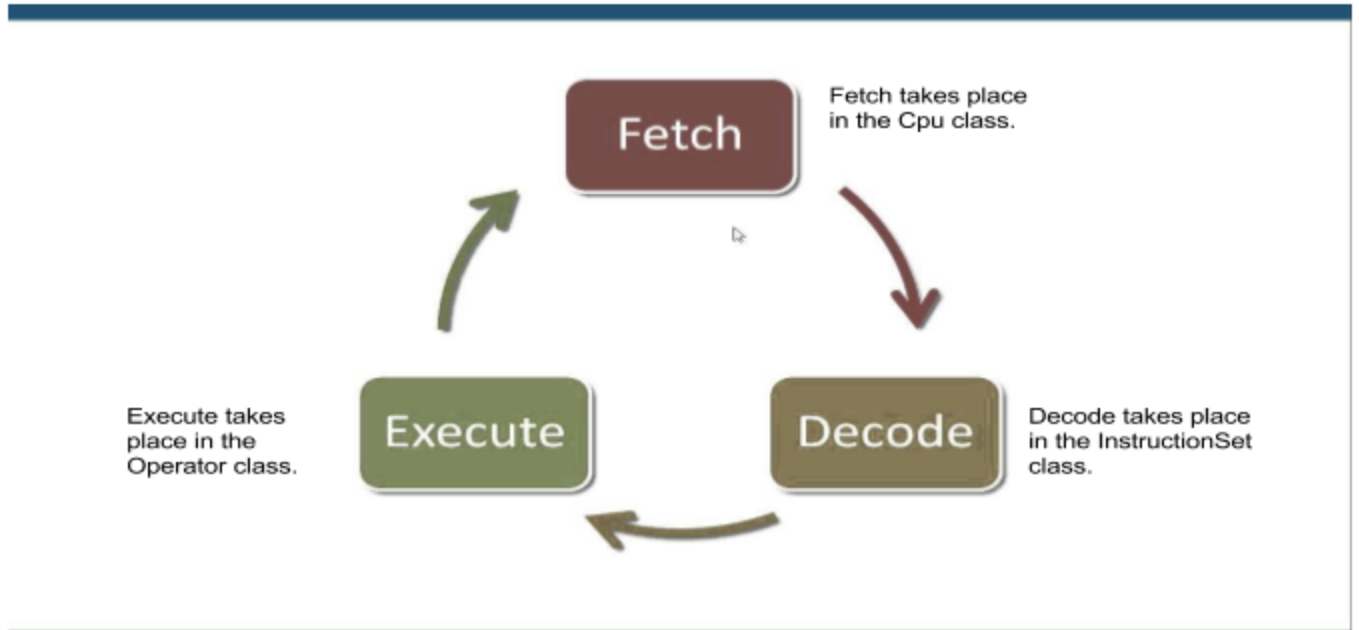 Fetch
Fetch takes place
in the Cpu class.
Execute takes
place in the
Operator class.
Execute
Decode
Decode takes place
in the InstructionSet
class.